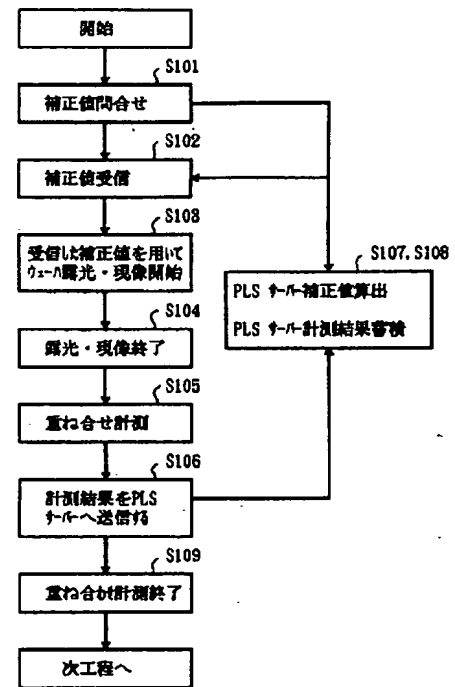 開始
S101
補正値問合せ
S102
補正値受信
S103
受信した補正値を用いて
ウェーハ露光・現像開始
S107,S108
PLS サーバー補正値算出
PLS サーバー計測結果蓄積
S104
露光・現像終了
S105
重ね合せ計測
S106
計測結果をPLS
サーバーへ送信する
S109
重ね合わせ計測終了
次工程へ